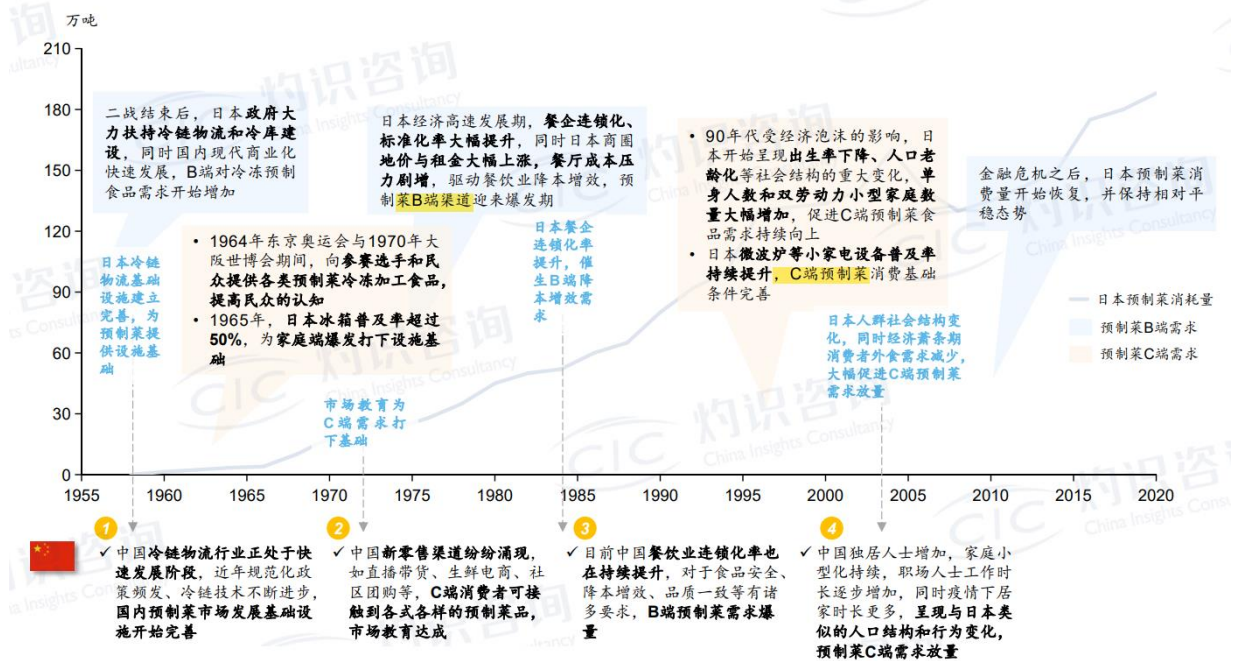 万吨
210
180
150
120
90
60
30
0
二战结束后，日本政府大
力扶持冷链物流和冷库建
设，同时国内现代商业化
快速发展，B端对冷冻预制
食品需求开始增加
日本经济高速发展期，餐企连锁化、
标准化率大幅提升，同时日本商圈
地价与租金大幅上涨，餐厅成本压
力剧增，驱动餐饮业降本增效，预
制菜B端渠道迎来爆发期
• 90年代受经济泡沫的影响，日
本开始呈现出生率下降、人口老
龄化等社会结构的重大变化，单
身人数和双劳动力小型家庭数
量大幅增加，促进C端预制菜食
品需求持续向上
• 日本微波炉等小家电设备普及率
持续提升，C端预制菜消费基础
条件完善
金融危机之后，日本预制菜消
费量开始恢复，并保持相对平
稳态势
• 1964年东京奥运会与1970年大
阪世博会期间，向参赛选手和民
众提供各类预制菜冷冻加工食品，
提高民众的认知
• 1965年，日本冰箱普及率超过
50%，为家庭端爆发打下设施基
础
日本冷链
物流基础
设施建立
完善，为
预制菜提
供设施基
础
市场教育为
C端需求打
下基础
日本餐企
连锁化率
提升，催
生B端降
本增效需
求
日本人群社会结构变
化，同时经济萧条期
消费者外食需求减少，
大幅促进C端预制菜
需求放量
日本预制菜消耗量
预制菜B端需求
预制菜C端需求
1955 1960 1965 1970 1975 1980 1985 1990 1995 2000 2005 2010 2015 2020
1
✓ 中国冷链物流行业正处于快
速发展阶段，近年规范化政
策频发、冷链技术不断进步，
国内预制菜市场发展基础设
施开始完善
2
✓ 中国新零售渠道纷纷涌现，
如直播带货、生鲜电商、社
区团购等，C端消费者可接
触到各式各样的预制菜品，
市场教育达成
3
✓ 目前中国餐饮业连锁化率也
在持续提升，对于食品安全、
降本增效、品质一致等有诸
多要求，B端预制菜需求爆
量
4
✓ 中国独居人士增加，家庭小
型化持续，职场人士工作时
长逐步增加，同时疫情下居
家时长更多，呈现与日本类
似的人口结构和行为变化，
预制菜C端需求放量
CIC 灼识咨询
China Insights Consultancy